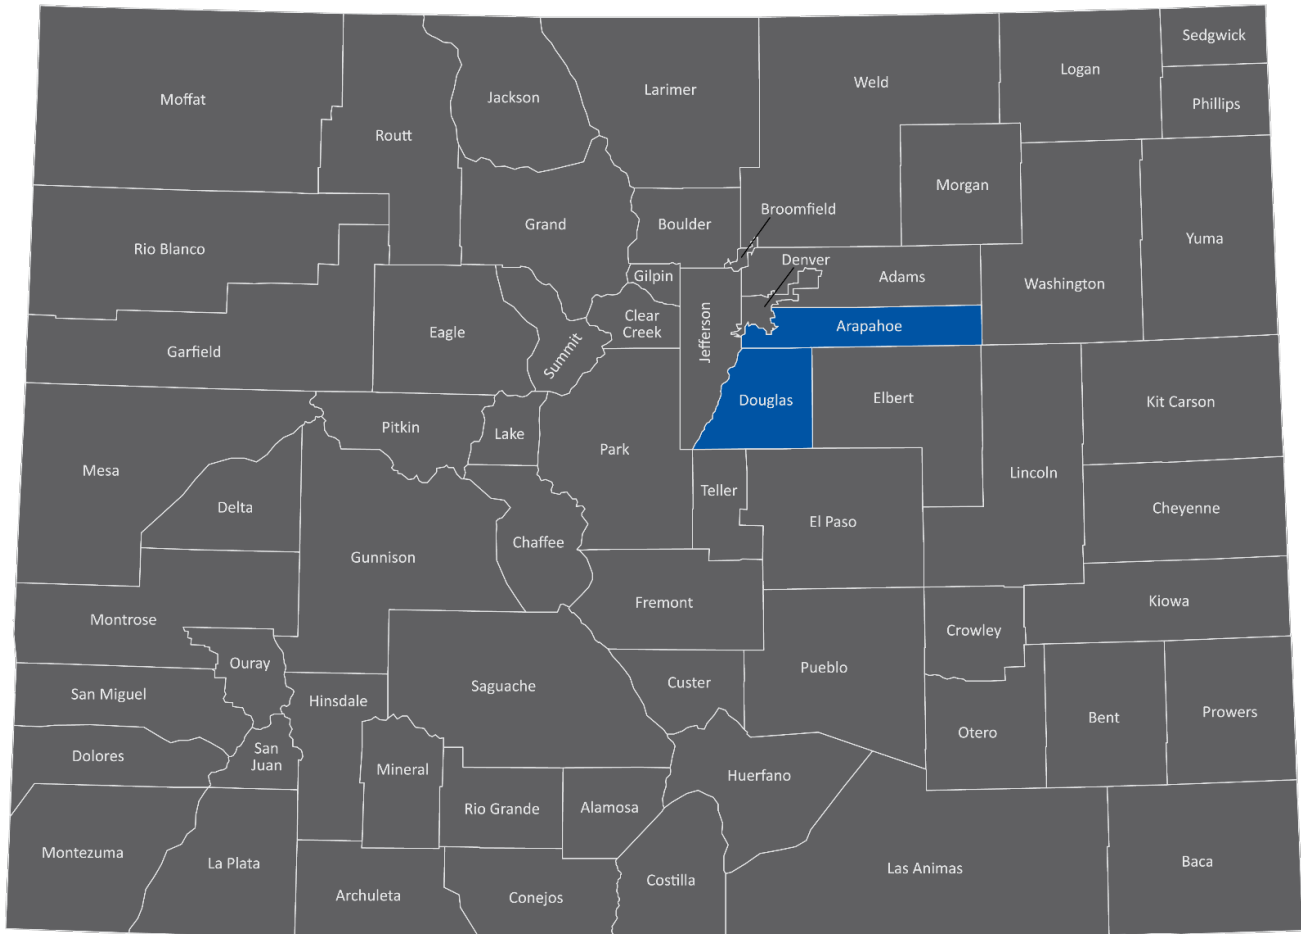 Sedgwick
Logan
Weld
Larimer
Jackson
Moffat
Phillips
Routt
Morgan
Broomfield
Grand
Boulder
Yuma
Rio Blanco
Denver
Gilpin
Adams
Washington
Clear
Creek
Arapahoe
Jefferson
Eagle
Summit
Garfield
Douglas
Elbert
Kit Carson
Pitkin
Lake
Park
Mesa
Lincoln
Teller
Delta
Cheyenne
El Paso
Chaffee
Gunnison
Fremont
Kiowa
Montrose
Crowley
Ouray
Pueblo
Custer
Saguache
San Miguel
Hinsdale
Prowers
Bent
Otero
Dolores
San
Juan
Mineral
Huerfano
Rio Grande
Alamosa
Montezuma
La Plata
Baca
Las Animas
Costilla
Archuleta
Conejos